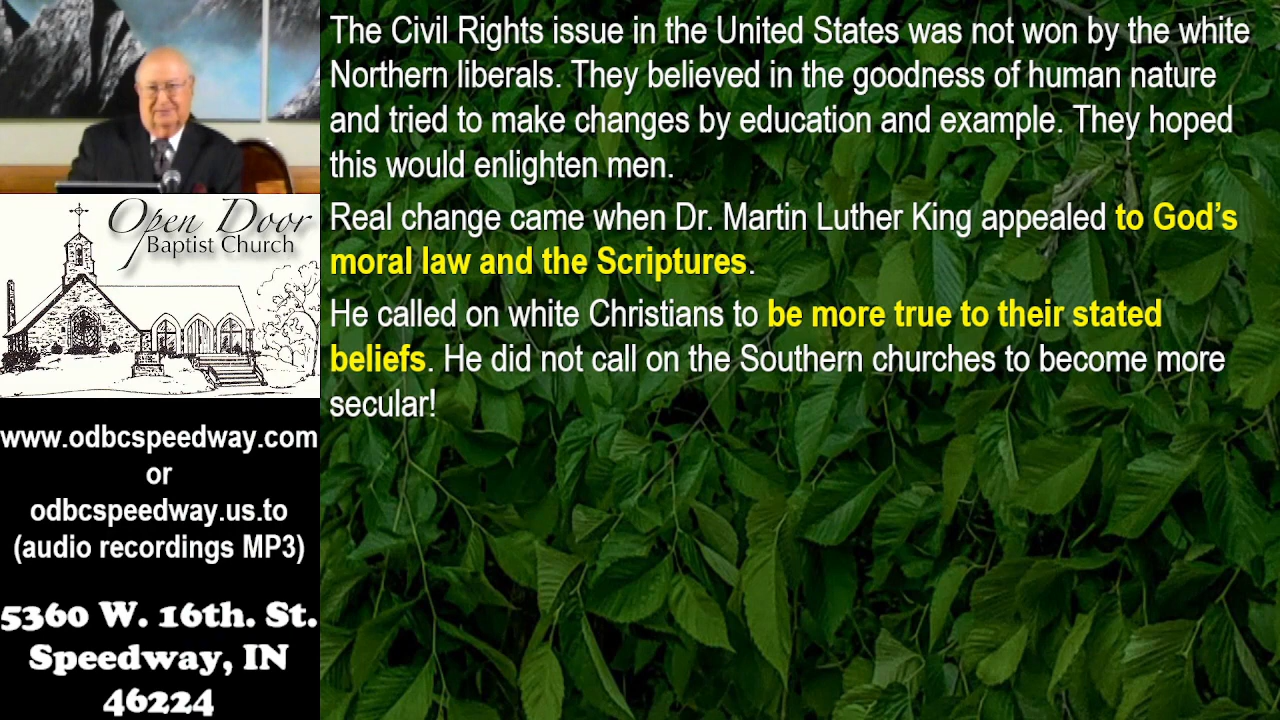 The Civil Rights issue in the United States was not won by the white
Northern liberals. They believed in the goodness of human nature
and tried to make changes by education and example. They hoped
this would enlighten men.
Real change came when Dr. Martin Luther King appealed to God’s
moral law and the Scriptures.
He called on white Christians to be more true to their stated
beliefs. He did not call on the Southern churches to become more
secular!
Open Door
Baptist Church
www.odbcspeedway.com
or
odbcspeedway.us.to
(audio recordings MP3)
5360 W. 16th. St.
Speedway, IN
46224